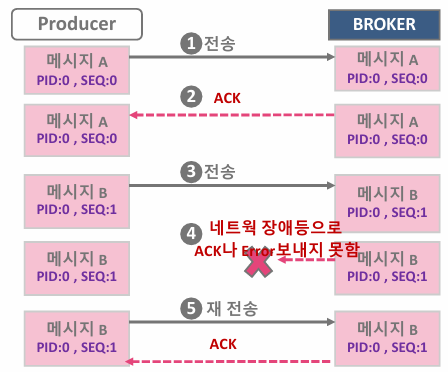 Producer
BROKER
1 전송
메시지 A
PID:0 , SEQ:0
메시지 A
PID:0 , SEQ:0
2 ACK
메시지 A
PID:0 , SEQ:0
메시지 A
PID:0 , SEQ:0
3 전송
메시지 B
PID:0 , SEQ:1
메시지 B
PID:0 , SEQ:1
4 네트웍 장애등으로
ACK나 Error보내지 못함
메시지 B
PID:0 , SEQ:1
메시지 B
PID:0 , SEQ:1
5 재 전송
메시지 B
PID:0 , SEQ:1
메시지 B
PID:0 , SEQ:1
ACK